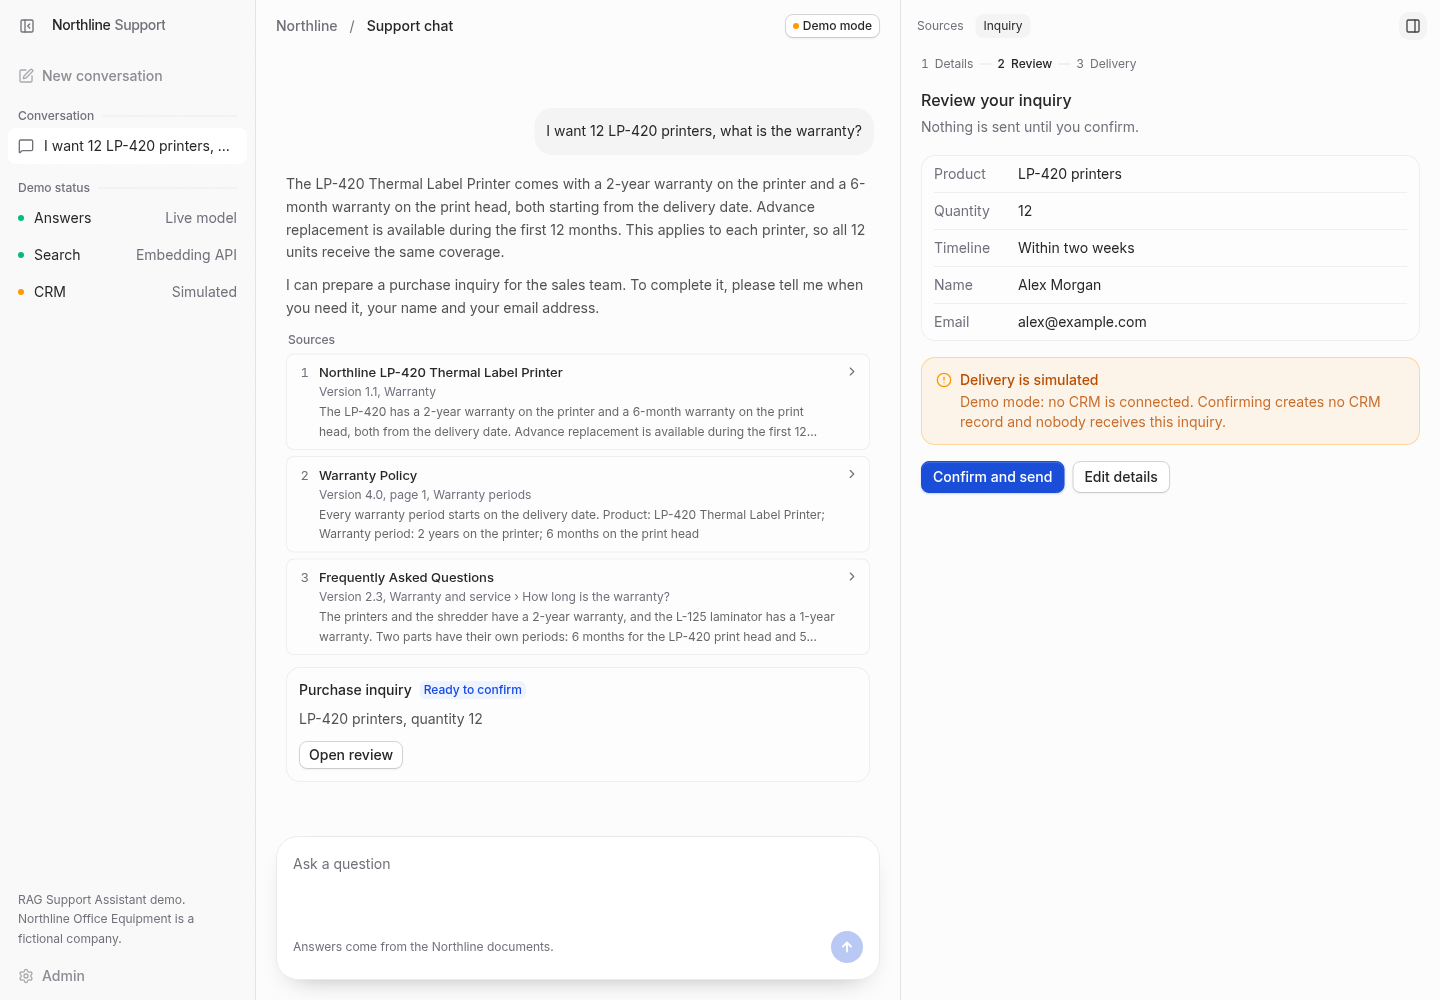 Northline Support
New conversation
Conversation
I want 12 LP-420 printers, ...
Demo status
Answers Live model
Search Embedding API
CRM Simulated
RAG Support Assistant demo.
Northline Office Equipment is a
fictional company.
Admin
Northline / Support chat
Demo mode
I want 12 LP-420 printers, what is the warranty?
The LP-420 Thermal Label Printer comes with a 2-year warranty on the printer and a 6-
month warranty on the print head, both starting from the delivery date. Advance
replacement is available during the first 12 months. This applies to each printer, so all 12
units receive the same coverage.
I can prepare a purchase inquiry for the sales team. To complete it, please tell me when
you need it, your name and your email address.
Sources
1 Northline LP-420 Thermal Label Printer
Version 1.1, Warranty
The LP-420 has a 2-year warranty on the printer and a 6-month warranty on the print
head, both from the delivery date. Advance replacement is available during the first 12...
2 Warranty Policy
Version 4.0, page 1, Warranty periods
Every warranty period starts on the delivery date. Product: LP-420 Thermal Label Printer;
Warranty period: 2 years on the printer; 6 months on the print head
3 Frequently Asked Questions
Version 2.3, Warranty and service › How long is the warranty?
The printers and the shredder have a 2-year warranty, and the L-125 laminator has a 1-year
warranty. Two parts have their own periods: 6 months for the LP-420 print head and 5...
Purchase inquiry Ready to confirm
LP-420 printers, quantity 12
Open review
Ask a question
Answers come from the Northline documents.
Sources Inquiry
1 Details 2 Review 3 Delivery
Review your inquiry
Nothing is sent until you confirm.
Product LP-420 printers
Quantity 12
Timeline Within two weeks
Name Alex Morgan
Email alex@example.com
Delivery is simulated
Demo mode: no CRM is connected. Confirming creates no CRM
record and nobody receives this inquiry.
Confirm and send Edit details